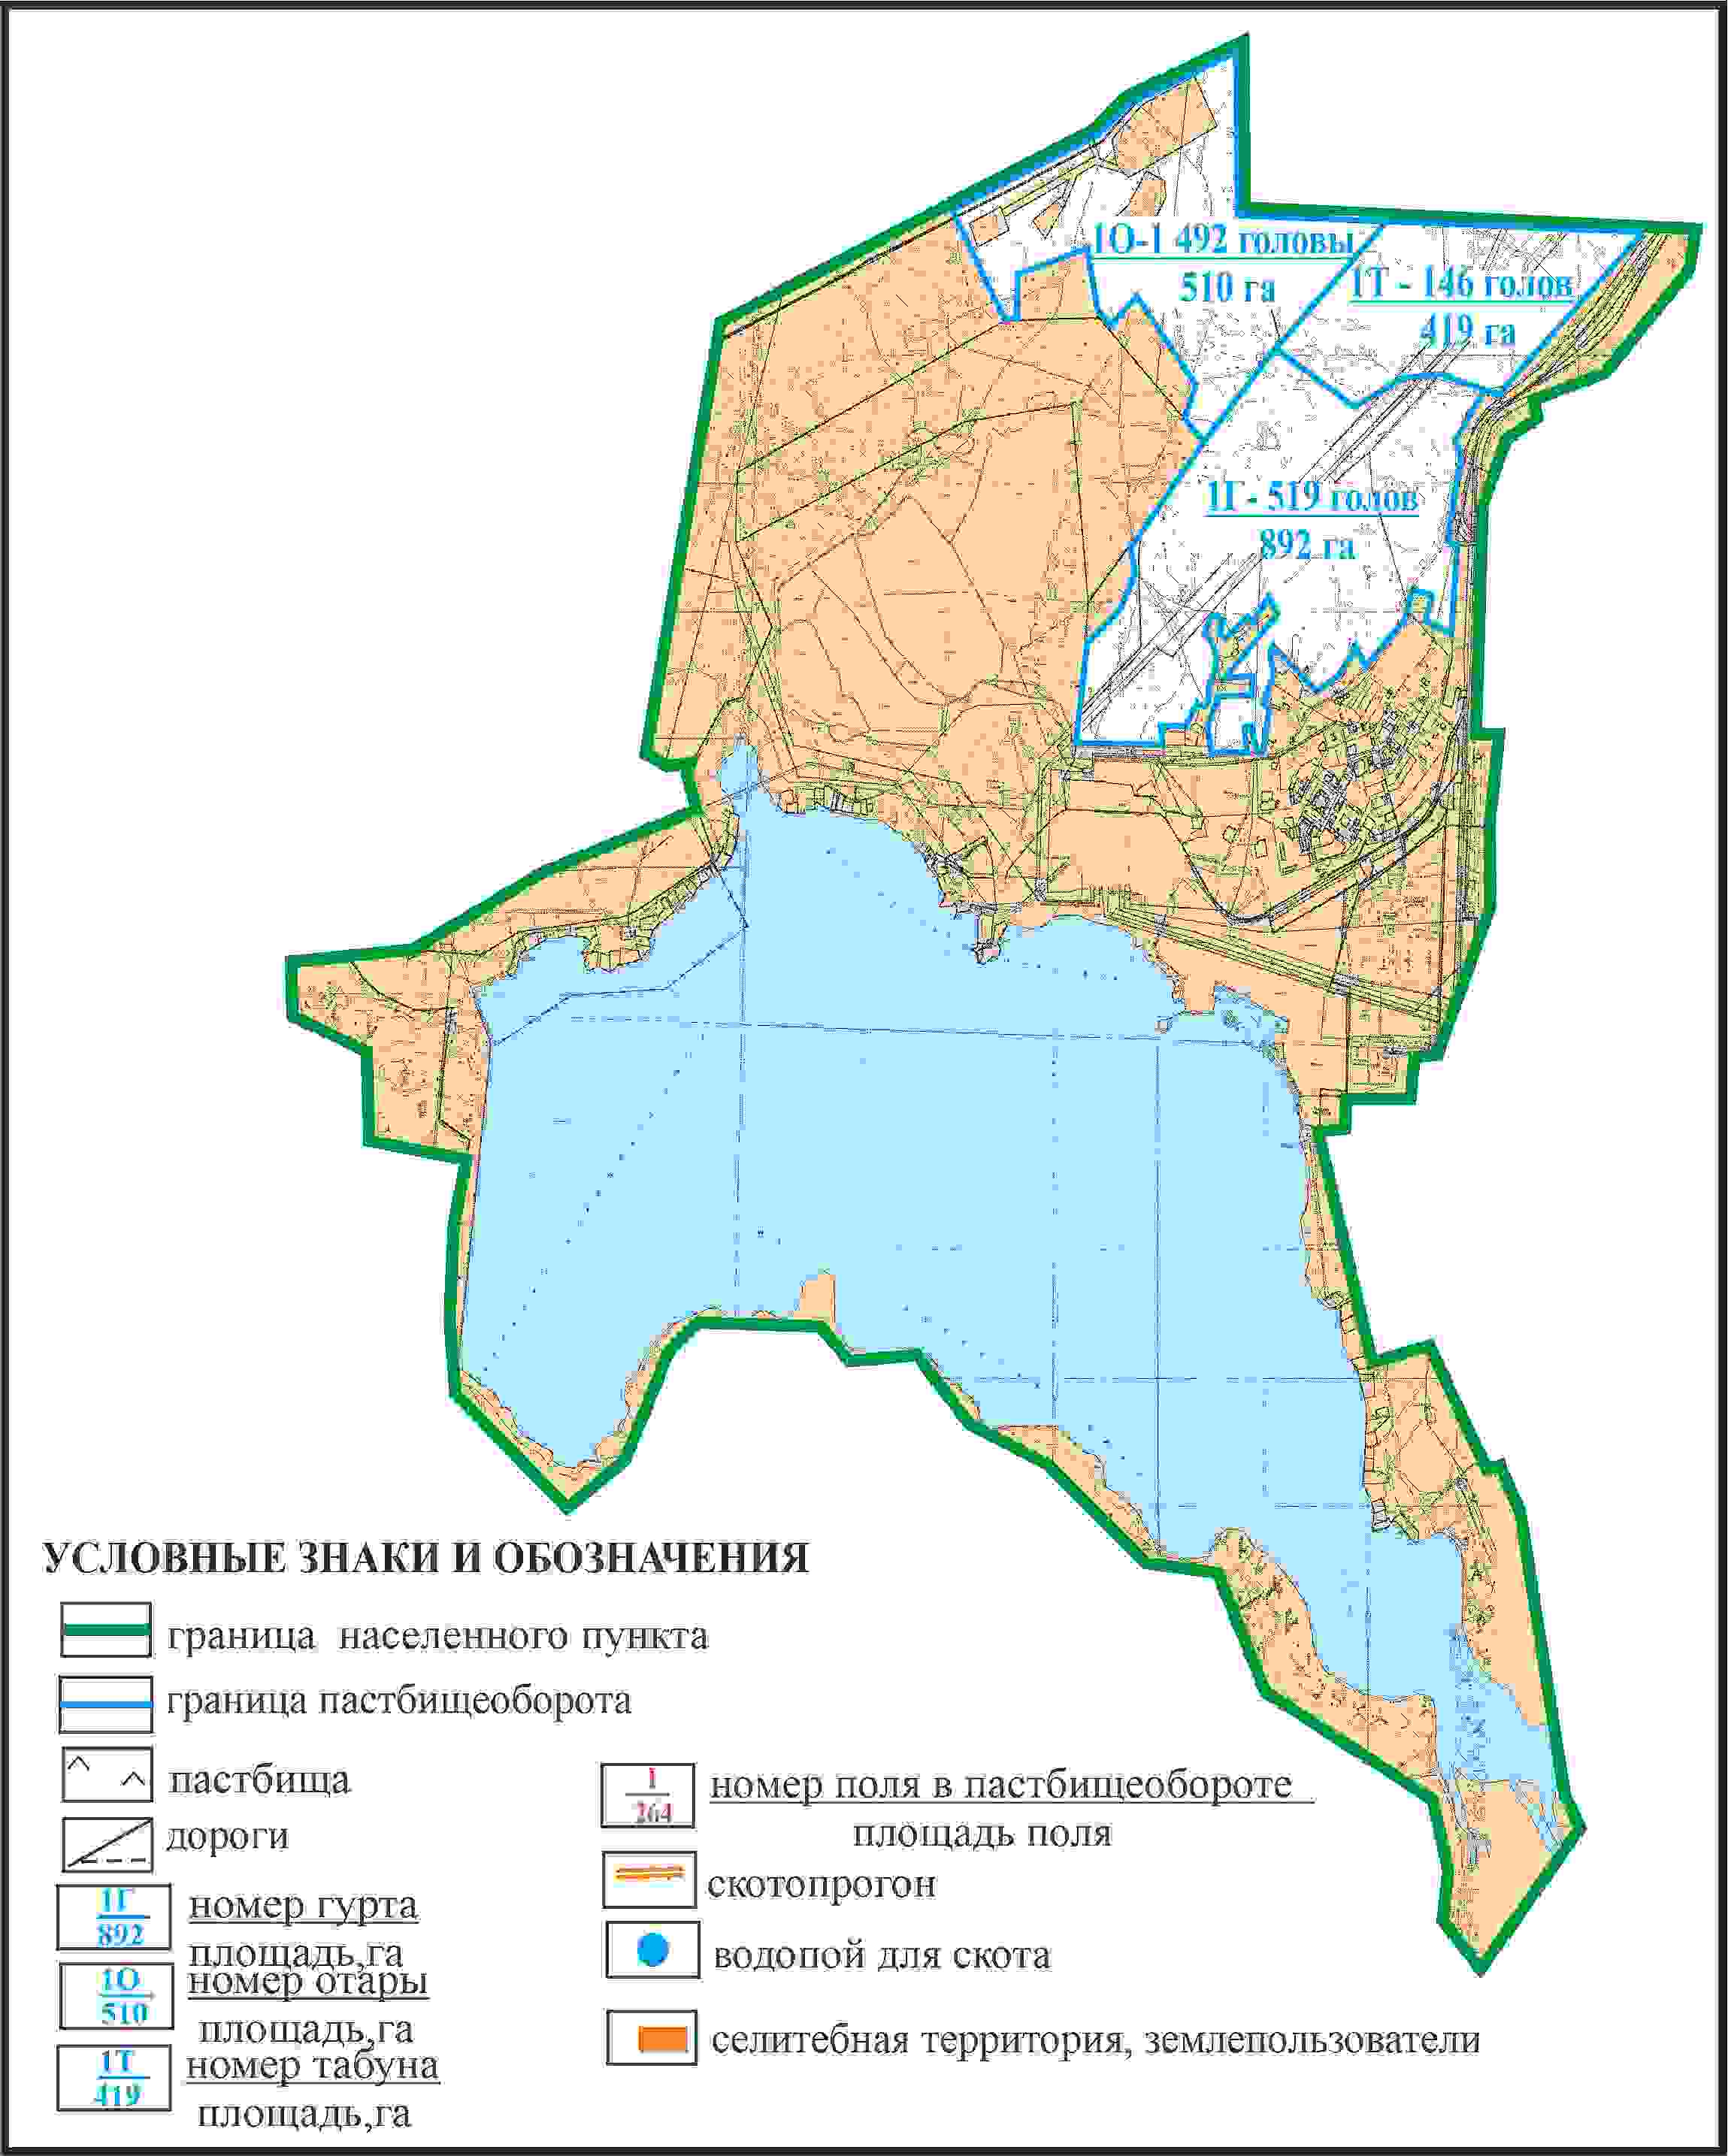 1О-1 492 головы
510 га
1Т - 146 голов
419 га
1Г- 519 голов
892 га
УСЛОВНЫЕ ЗНАКИ И ОБОЗНАЧЕНИЯ
граница населенного пункта
граница пастбищеоборота
пастбища
дороги
1Г
892
номер гурта
площадь,га
1О
510
номер отары
площадь,га
1Т
419
номер табуна
площадь,га
1
264
номер поля в пастбищеобороте
площадь поля
скотопрогон
водопой для скота
селитебная территория, землепользователи